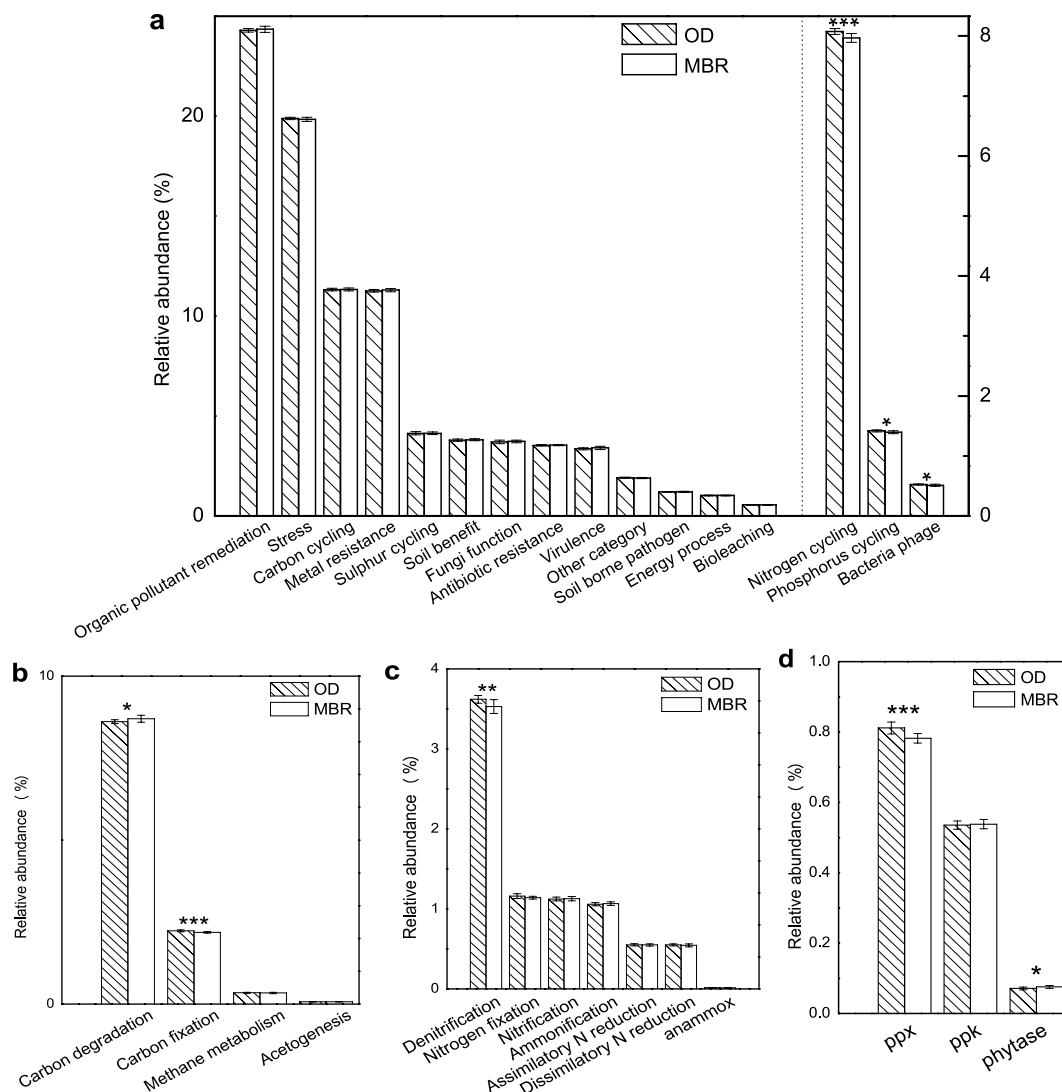 a
OD
MBR
Relative abundance (%)
20
10
0
8
6
4
2
0
***
*
*
Organic pollutant remediation
Stress
Carbon cycling
Metal resistance
Sulphur cycling
Soil benefit
Fungi function
Antibiotic resistance
Virulence
Other category
Soil borne pathogen
Energy process
Bioleaching
Nitrogen cycling
Phosphorus cycling
Bacteria phage
b
OD
MBR
Relative abundance (%)
10
0
*
***
Carbon degradation
Carbon fixation
Methane metabolism
Acetogenesis
c
OD
MBR
Relative abundance (%)
4
3
2
1
0
**
Denitrification
Nitrogen fixation
Nitrification
Ammonification
Assimilatory N reduction
Dissimilatory N reduction
anammox
d
OD
MBR
Relative abundance (%)
1.0
0.8
0.6
0.4
0.2
0.0
***
*
ppx
ppk
phytase